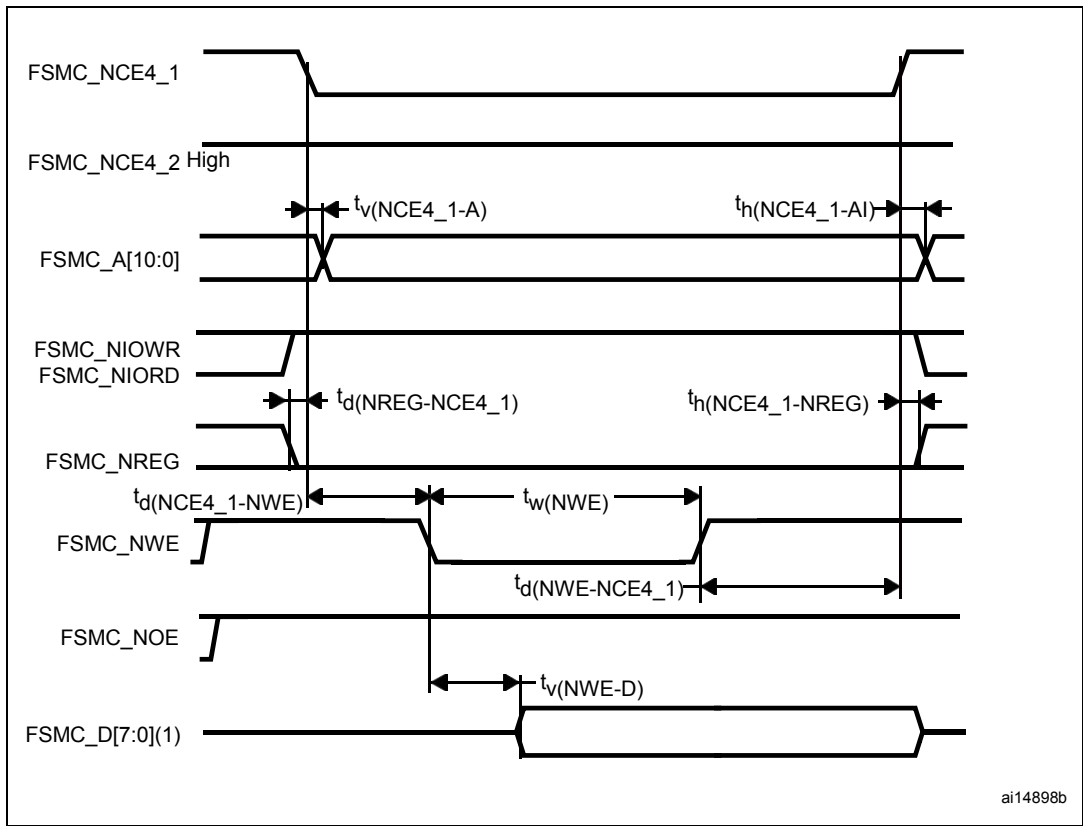 FSMC_NCE4_1
FSMC_NCE4_2 High
tv(NCE4_1-A)
th(NCE4_1-AI)
FSMC_A[10:0]
FSMC_NIOWR
FSMC_NIORD
td(NREG-NCE4_1)
th(NCE4_1-NREG)
FSMC_NREG
td(NCE4_1-NWE)
tw(NWE)
FSMC_NWE
td(NWE-NCE4_1)
FSMC_NOE
tv(NWE-D)
FSMC_D[7:0](1)
ai14898b